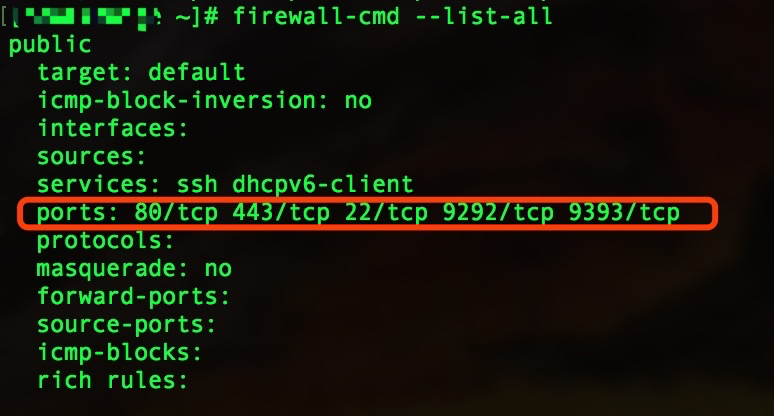 [ ~]# firewall-cmd --list-all
public
target: default
icmp-block-inversion: no
interfaces:
sources:
services: ssh dhcpv6-client
ports: 80/tcp 443/tcp 22/tcp 9292/tcp 9393/tcp
protocols:
masquerade: no
forward-ports:
source-ports:
icmp-blocks:
rich rules: